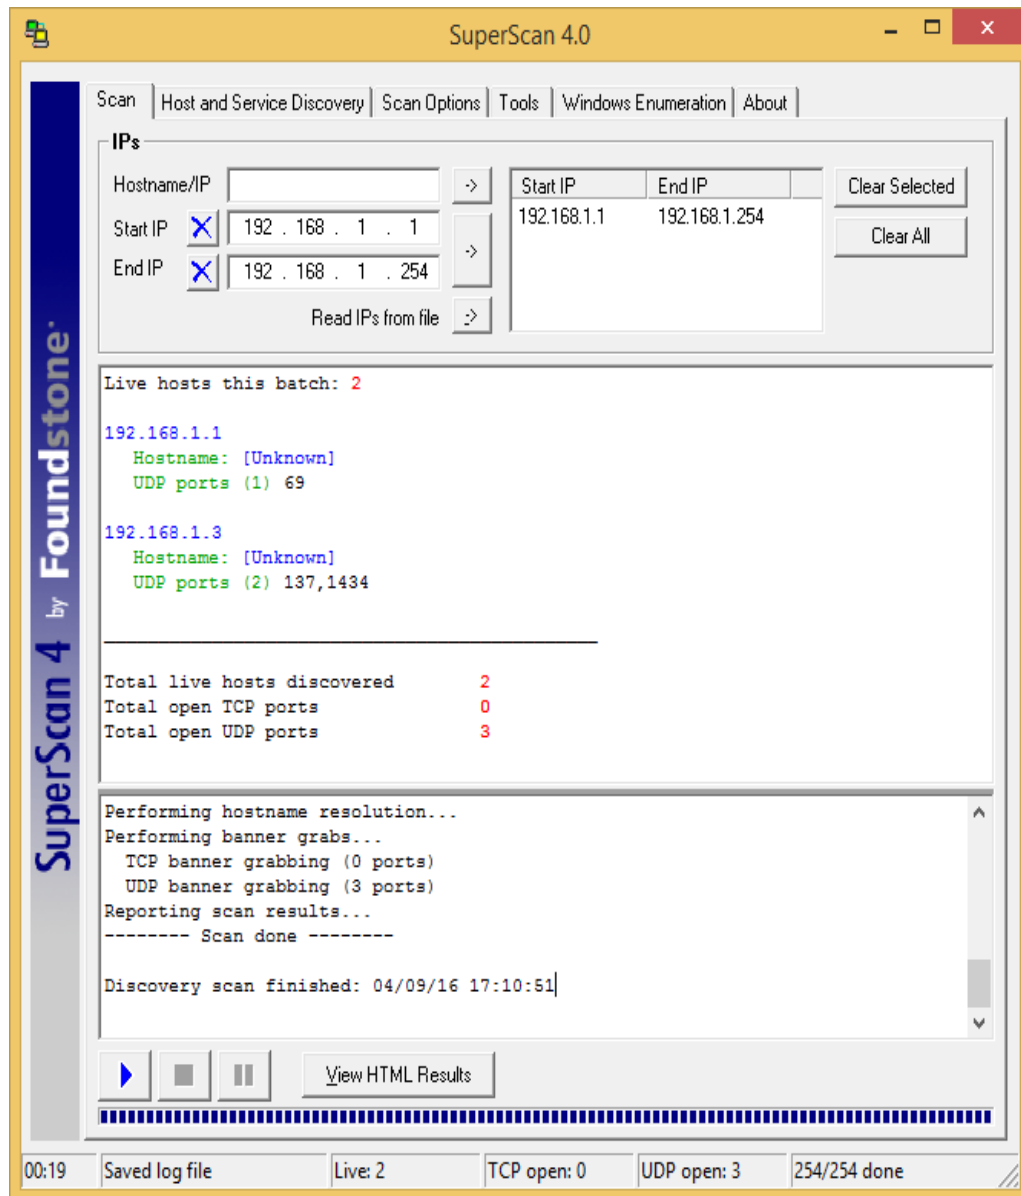 SuperScan 4.0
Scan Host and Service Discovery Scan Options Tools Windows Enumeration About
IPs
Hostname/IP ->
Start IP 192 . 168 . 1 . 1
End IP 192 . 168 . 1 . 254
->
Read IPs from file ->
Start IP End IP
192.168.1.1 192.168.1.254
Clear Selected
Clear All
SuperScan 4 by Foundstone
Live hosts this batch: 2
192.168.1.1
Hostname: [Unknown]
UDP ports (1) 69
192.168.1.3
Hostname: [Unknown]
UDP ports (2) 137,1434
Total live hosts discovered 2
Total open TCP ports 0
Total open UDP ports 3
Performing hostname resolution...
Performing banner grabs...
TCP banner grabbing (0 ports)
UDP banner grabbing (3 ports)
Reporting scan results...
-------- Scan done --------
Discovery scan finished: 04/09/16 17:10:51
View HTML Results
00:19 Saved log file Live: 2 TCP open: 0 UDP open: 3 254/254 done